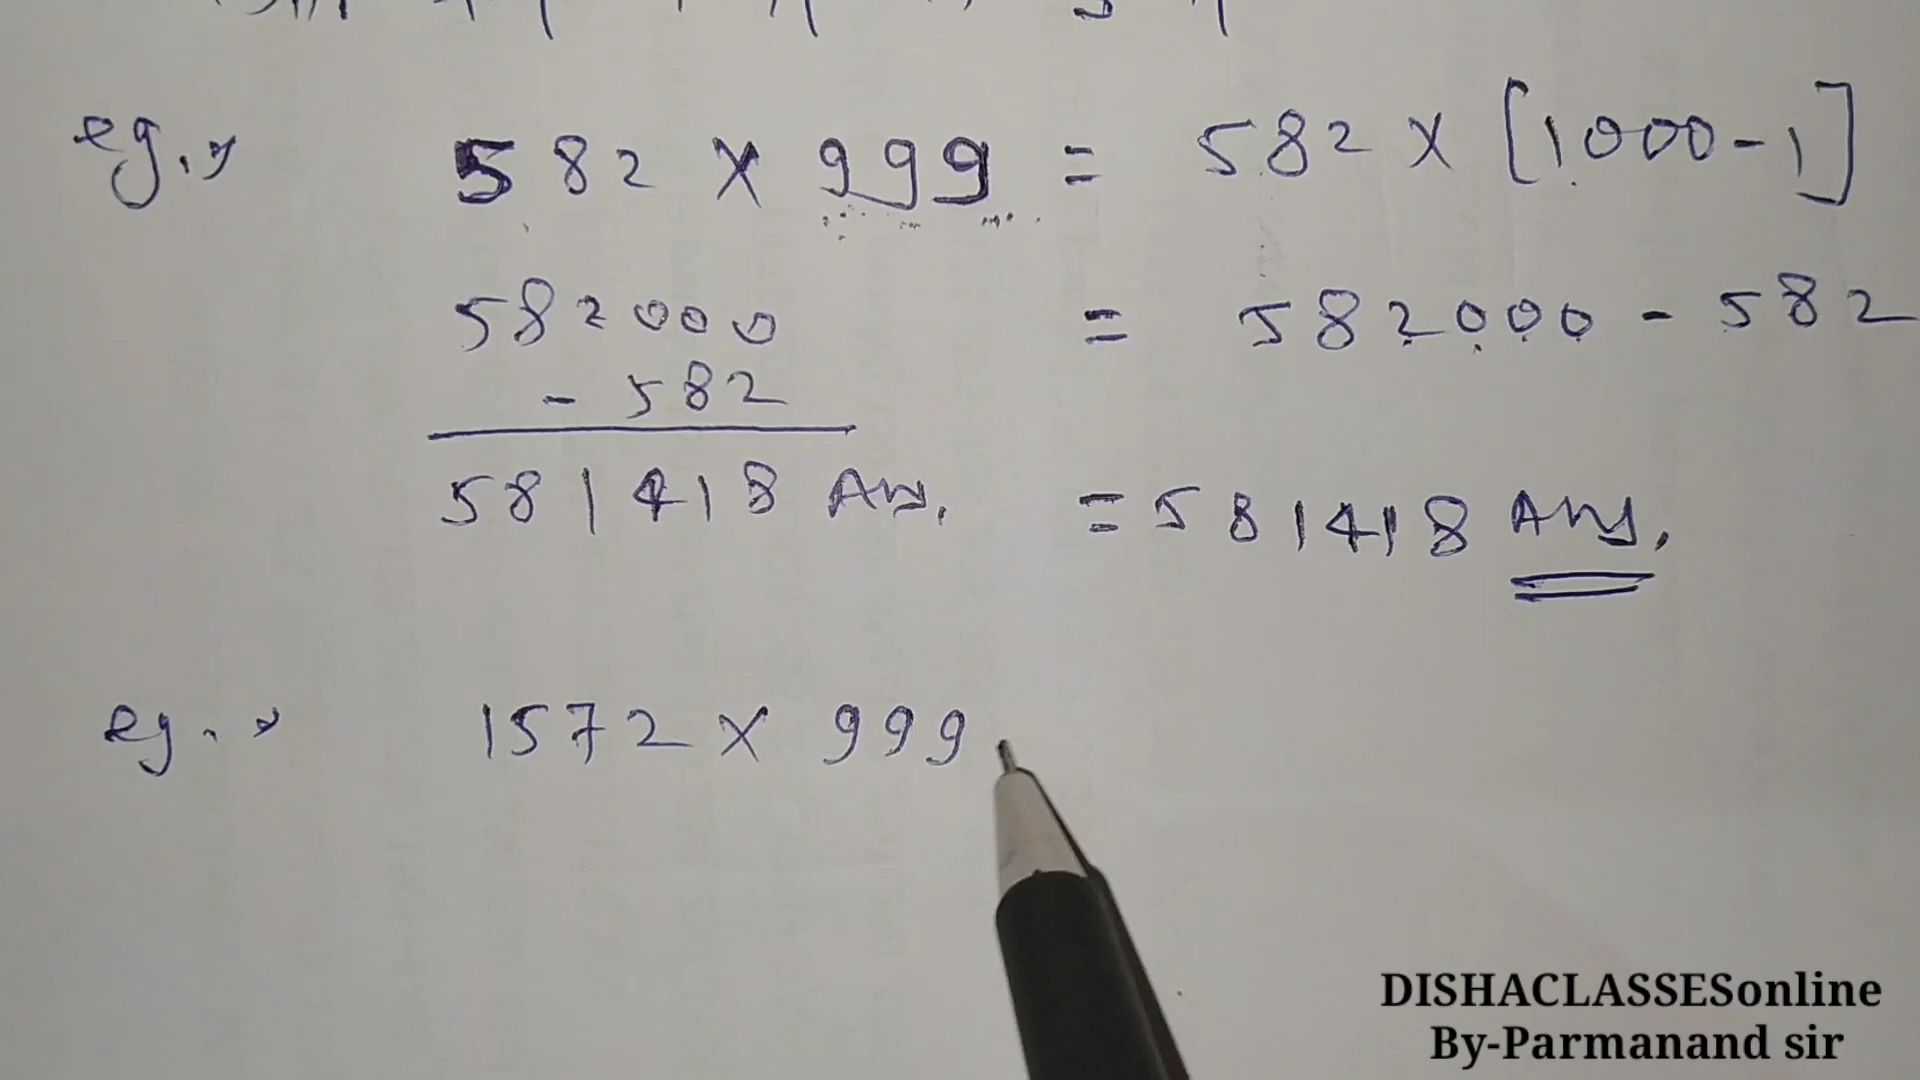 eg.,
582 × 999 = 582 × [1000-1]
582000 = 582000 - 582
- 582
581418 Ans. = 581418 Ans.
eg.
1572 × 999
DISHACLASSESonline
By-Parmanand sir